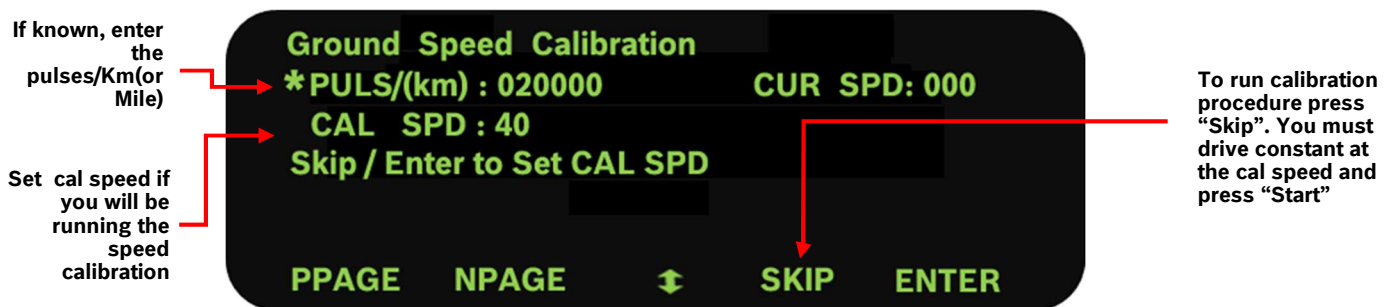 If known, enter
the
pulses/Km(or
Mile)
Set cal speed if
you will be
running the
speed
calibration
Ground Speed Calibration
*PULS/(km) : 020000 CUR SPD: 000
CAL SPD : 40
Skip / Enter to Set CAL SPD
PPAGE NPAGE ↕ SKIP ENTER
To run calibration
procedure press
“Skip”. You must
drive constant at
the cal speed and
press “Start”